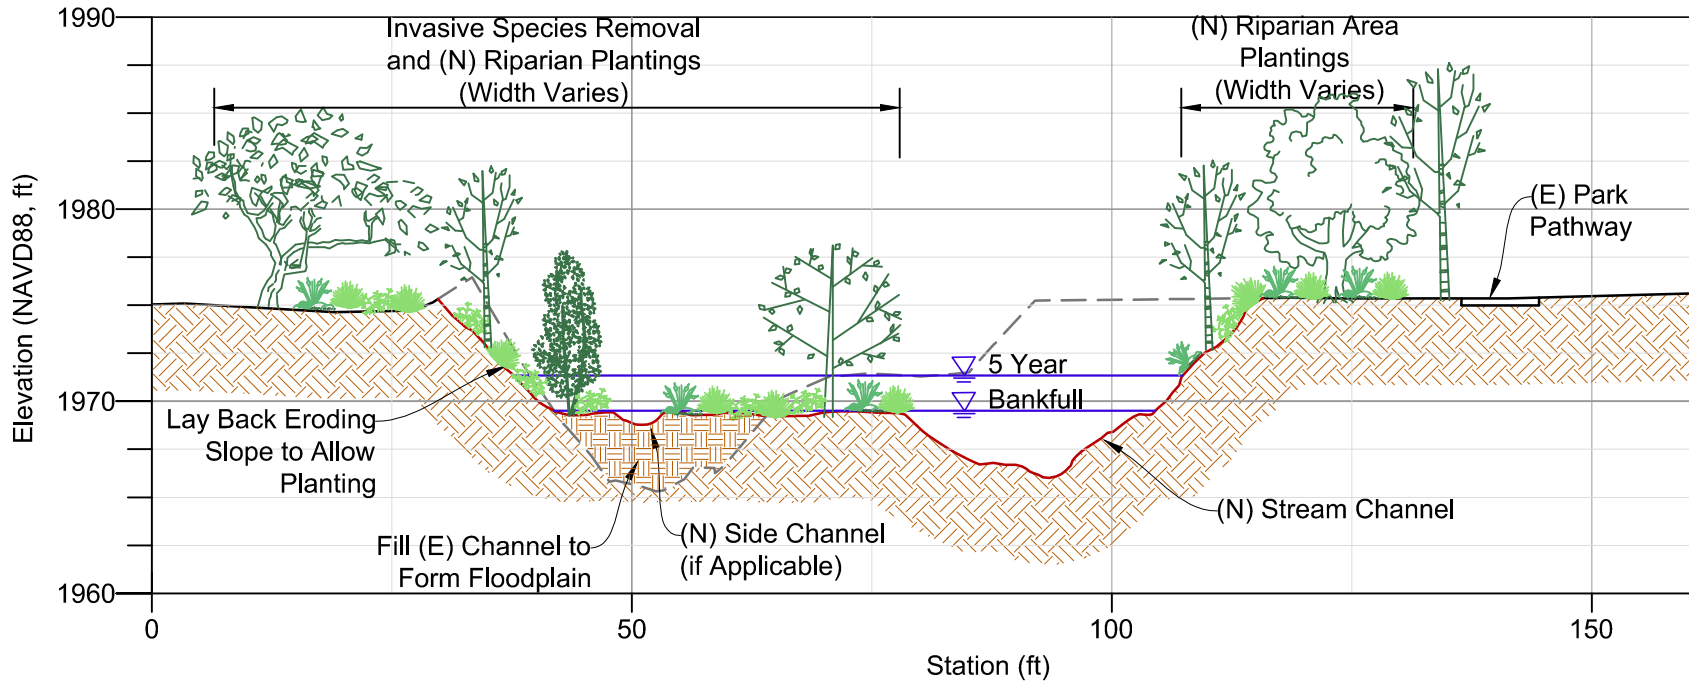 1990
Invasive Species Removal
and (N) Riparian Plantings
(Width Varies)
(N) Riparian Area
Plantings
(Width Varies)
1980
(E) Park
Pathway
Elevation (NAVD88, ft)
5 Year
1970
Bankfull
Lay Back Eroding
Slope to Allow
Planting
(N) Stream Channel
Fill (E) Channel to
Form Floodplain
(N) Side Channel
(if Applicable)
1960
0
50
100
150
Station (ft)